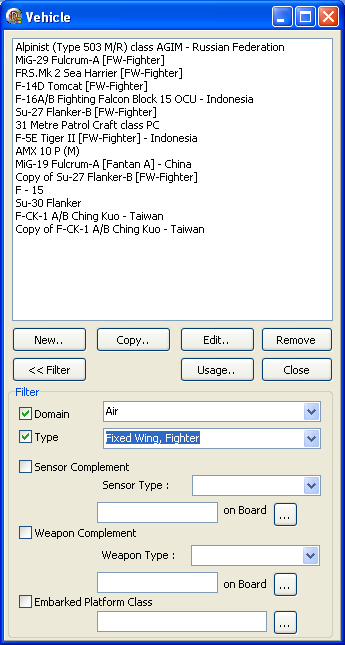 Vehicle
Alpinist (Type 503 M/R) class AGIM - Russian Federation
MiG-29 Fulcrum-A [FW-Fighter]
FRS.Mk 2 Sea Harrier [FW-Fighter]
F-14D Tomcat [FW-Fighter]
F-16A/B Fighting Falcon Block 15 OCU - Indonesia
Su-27 Flanker-B [FW-Fighter]
31 Metre Patrol Craft class PC
F-5E Tiger II [FW-Fighter] - Indonesia
AMX 10 P (M)
MiG-19 Fulcrum-A [Fantan A] - China
Copy of Su-27 Flanker-B [FW-Fighter]
F - 15
Su-30 Flanker
F-CK-1 A/B Ching Kuo - Taiwan
Copy of F-CK-1 A/B Ching Kuo - Taiwan
New.. Copy.. Edit.. Remove
<< Filter Usage.. Close
Filter
Domain Air
Type Fixed Wing, Fighter
Sensor Complement
Sensor Type :
on Board ...
Weapon Complement
Weapon Type :
on Board ...
Embarked Platform Class
...